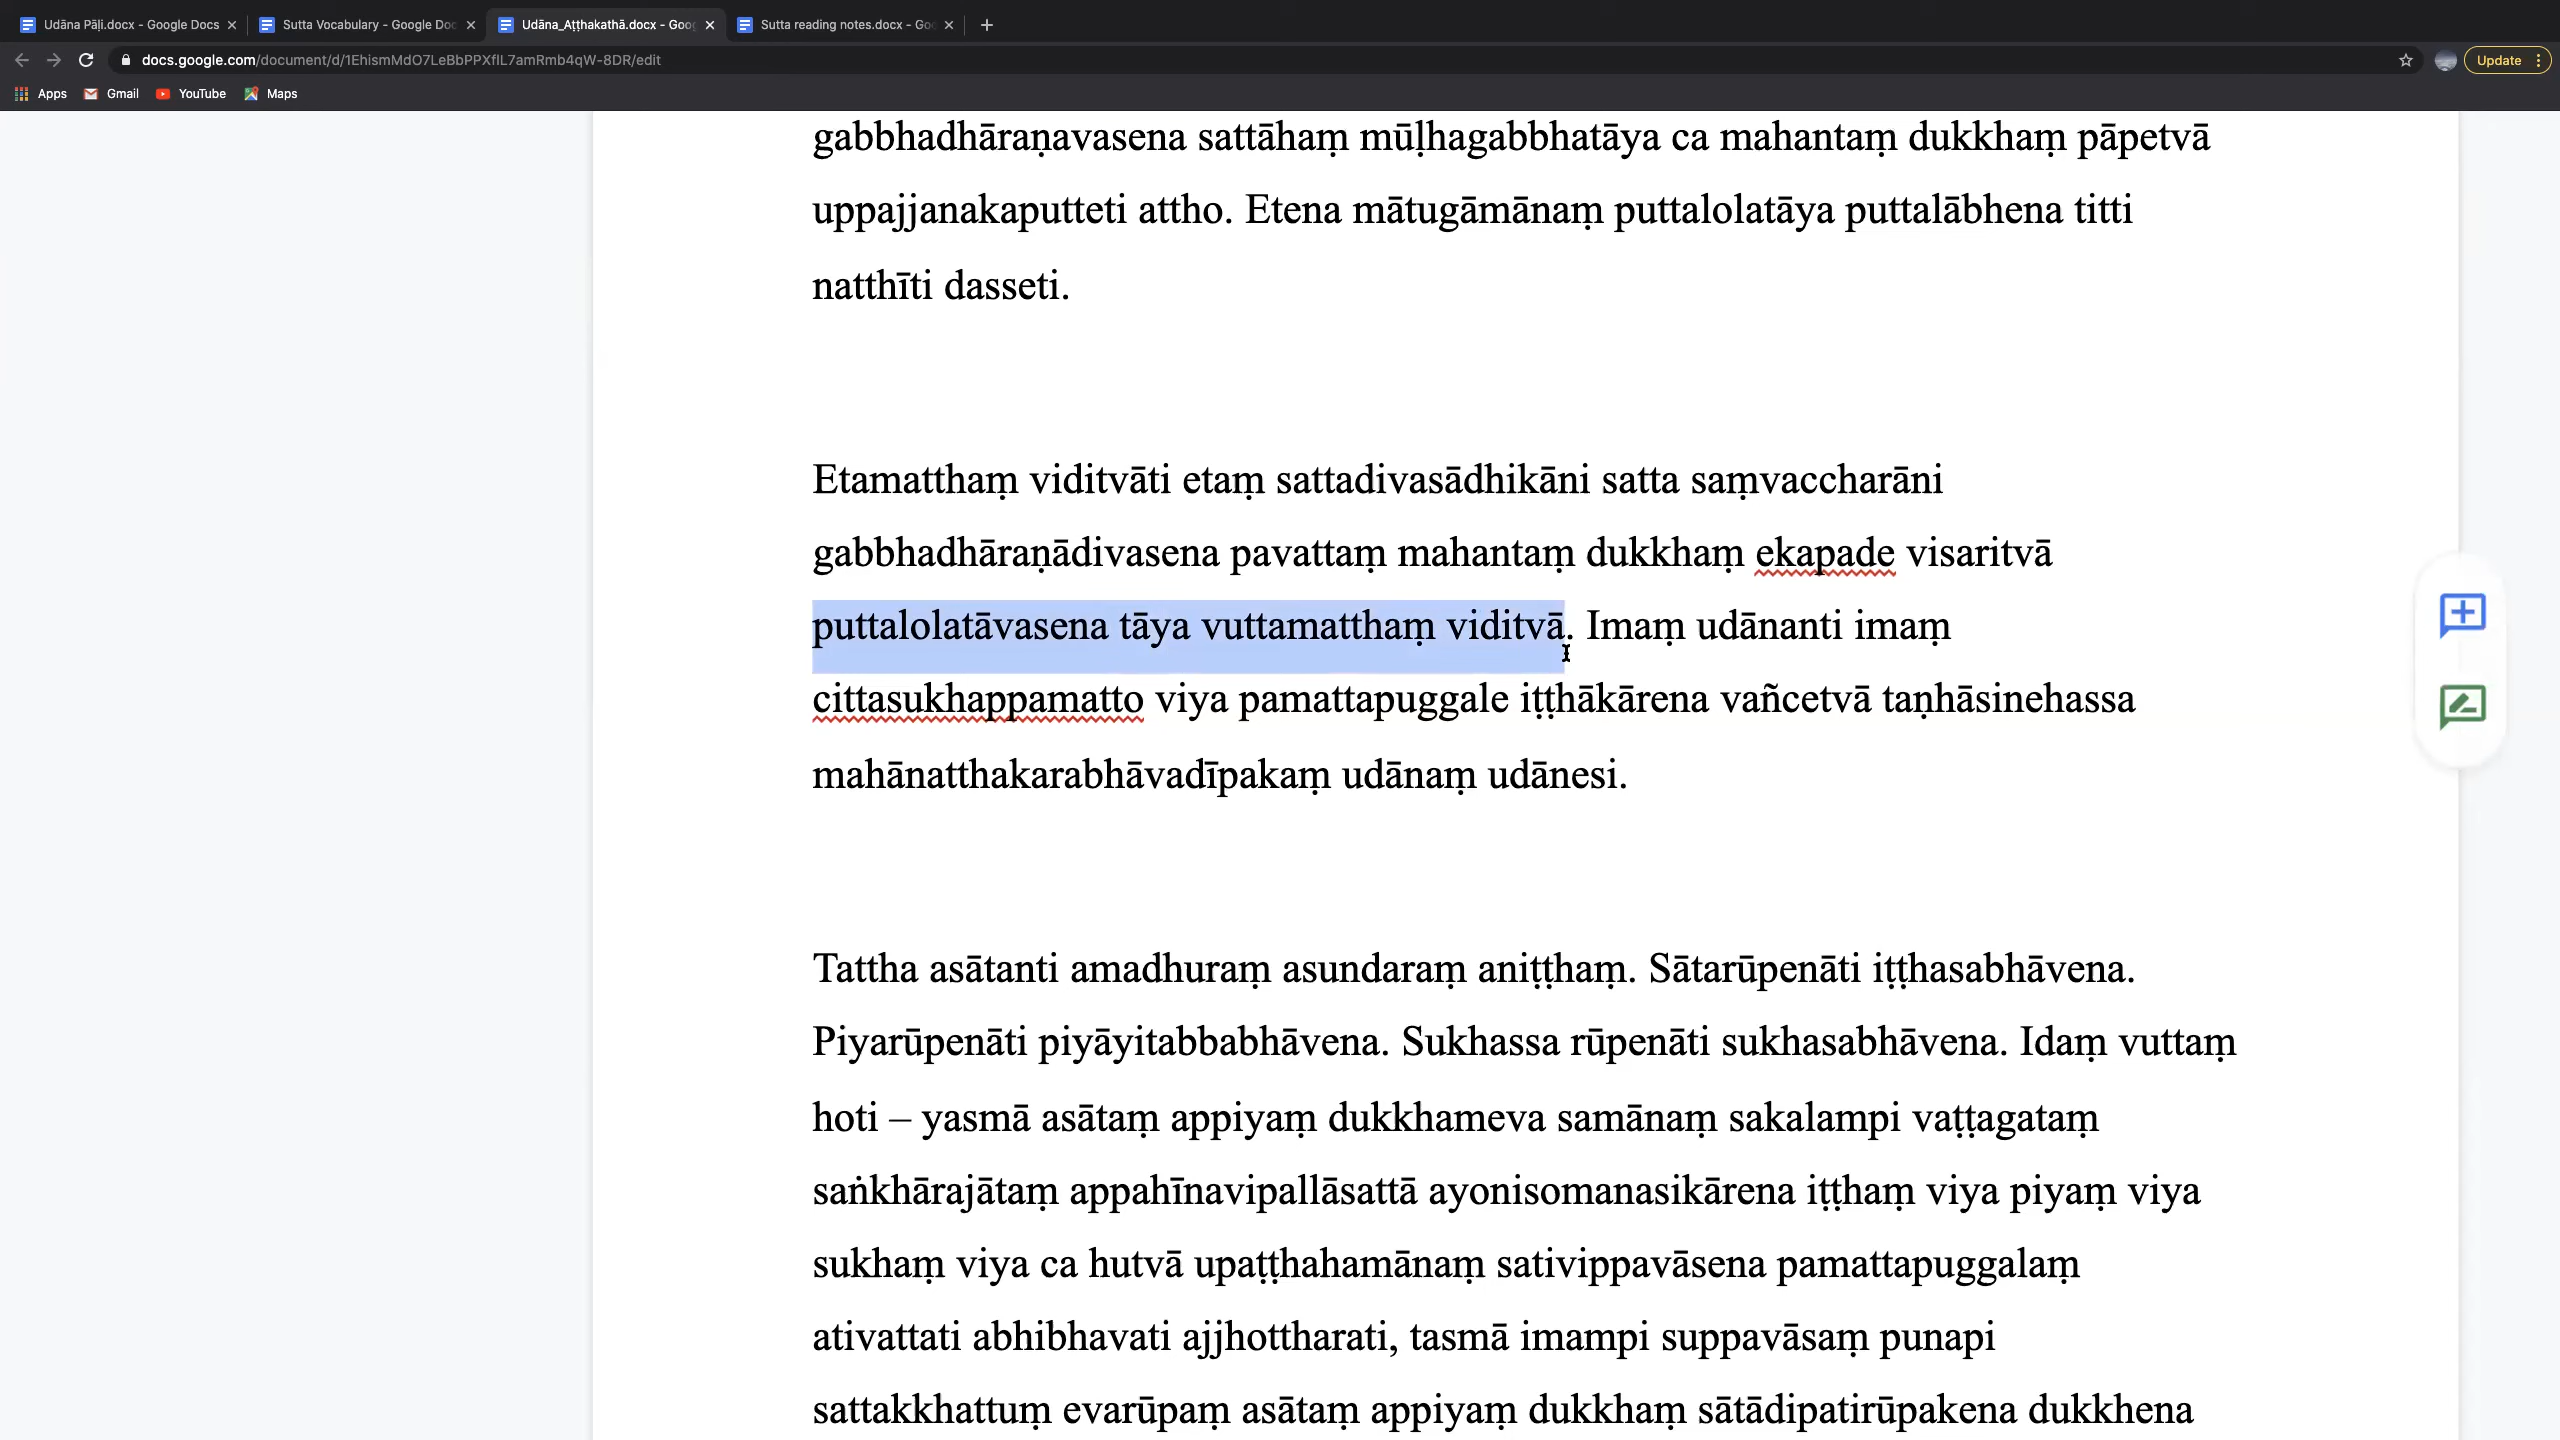 Udāna Pāḷi.docx - Google Docs
Sutta Vocabulary - Google Doc
Udāna_Aṭṭhakathā.docx - Goog
Sutta reading notes.docx - Go
docs.google.com/document/d/1EhismMdO7LeBbPPXflL7amRmb4qW-8DR/edit
Update
Apps
Gmail
YouTube
Maps
gabbhadhāraṇavasena sattāhaṃ mūḷhagabbhatāya ca mahantaṃ dukkhaṃ pāpetvā
uppajjanakaputteti attho. Etena mātugāmānaṃ puttalolatāya puttalābhena titti
natthīti dasseti.
Etamatthaṃ viditvāti etaṃ sattadivasādhikāni satta saṃvaccharāni
gabbhadhāraṇādivasena pavattaṃ mahantaṃ dukkhaṃ ekapade visaritvā
puttalolatāvasena tāya vuttamatthaṃ viditvā. Imaṃ udānanti imaṃ
cittasukhappamatto viya pamattapuggale iṭṭhākārena vañcetvā taṇhāsinehassa
mahānatthakarabhāvadīpakaṃ udānaṃ udānesi.
Tattha asātanti amadhuraṃ asundaraṃ aniṭṭhaṃ. Sātarūpenāti iṭṭhasabhāvena.
Piyarūpenāti piyāyitabbabhāvena. Sukhassa rūpenāti sukhasabhāvena. Idaṃ vuttaṃ
hoti – yasmā asātaṃ appiyaṃ dukkhameva samānaṃ sakalampi vaṭṭagataṃ
saṅkhārajātaṃ appahīnavipallāsattā ayonisomanasikārena iṭṭhaṃ viya piyaṃ viya
sukhaṃ viya ca hutvā upaṭṭhahamānaṃ sativippavāsena pamattapuggalaṃ
ativattati abhibhavati ajjhottharati, tasmā imampi suppavāsaṃ punapi
sattakkhattuṃ evarūpaṃ asātaṃ appiyaṃ dukkhaṃ sātādipatirūpakena dukkhena